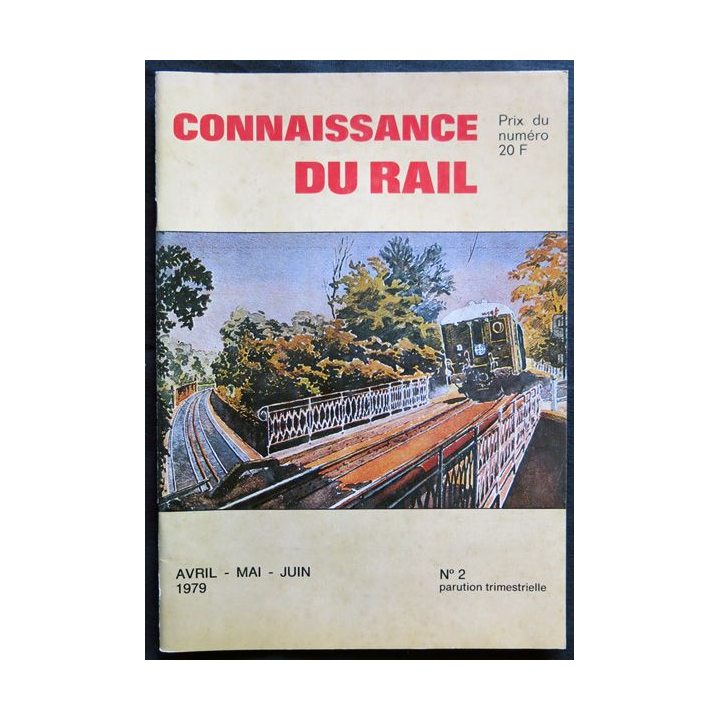 CONNAISSANCE
DU RAIL
Prix du
numéro
20 F
AVRIL - MAI - JUIN
1979
N° 2
parution trimestrielle